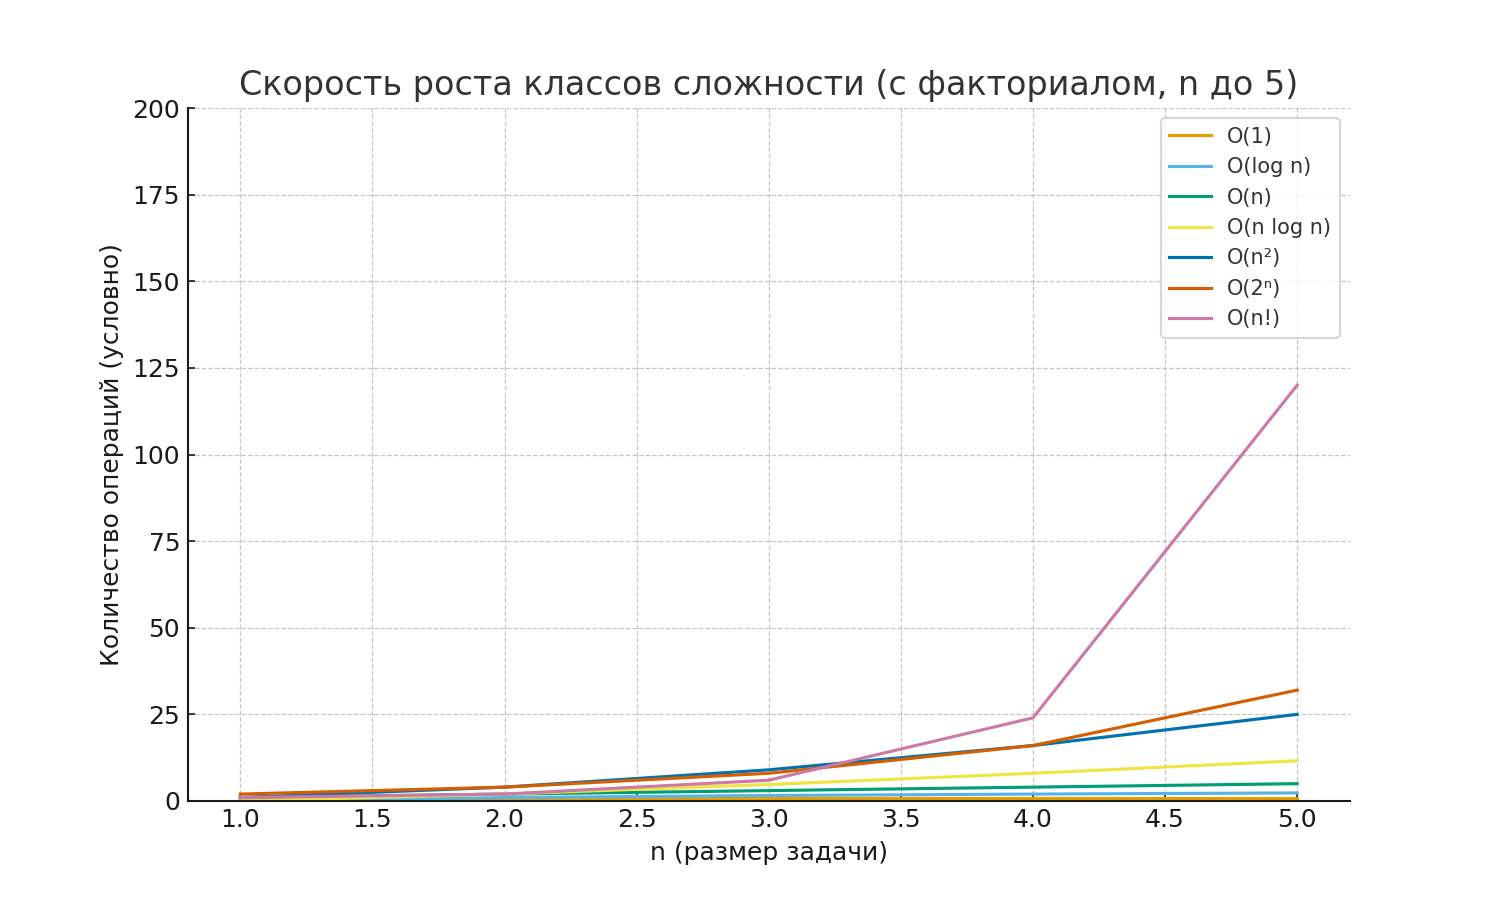 Скорость роста классов сложности (с факториалом, n до 5)
Количество операций (условно)
200
175
150
125
100
75
50
25
0
O(1)
O(log n)
O(n)
O(n log n)
O(n²)
O(2ⁿ)
O(n!)
1.0 1.5 2.0 2.5 3.0 3.5 4.0 4.5 5.0
n (размер задачи)